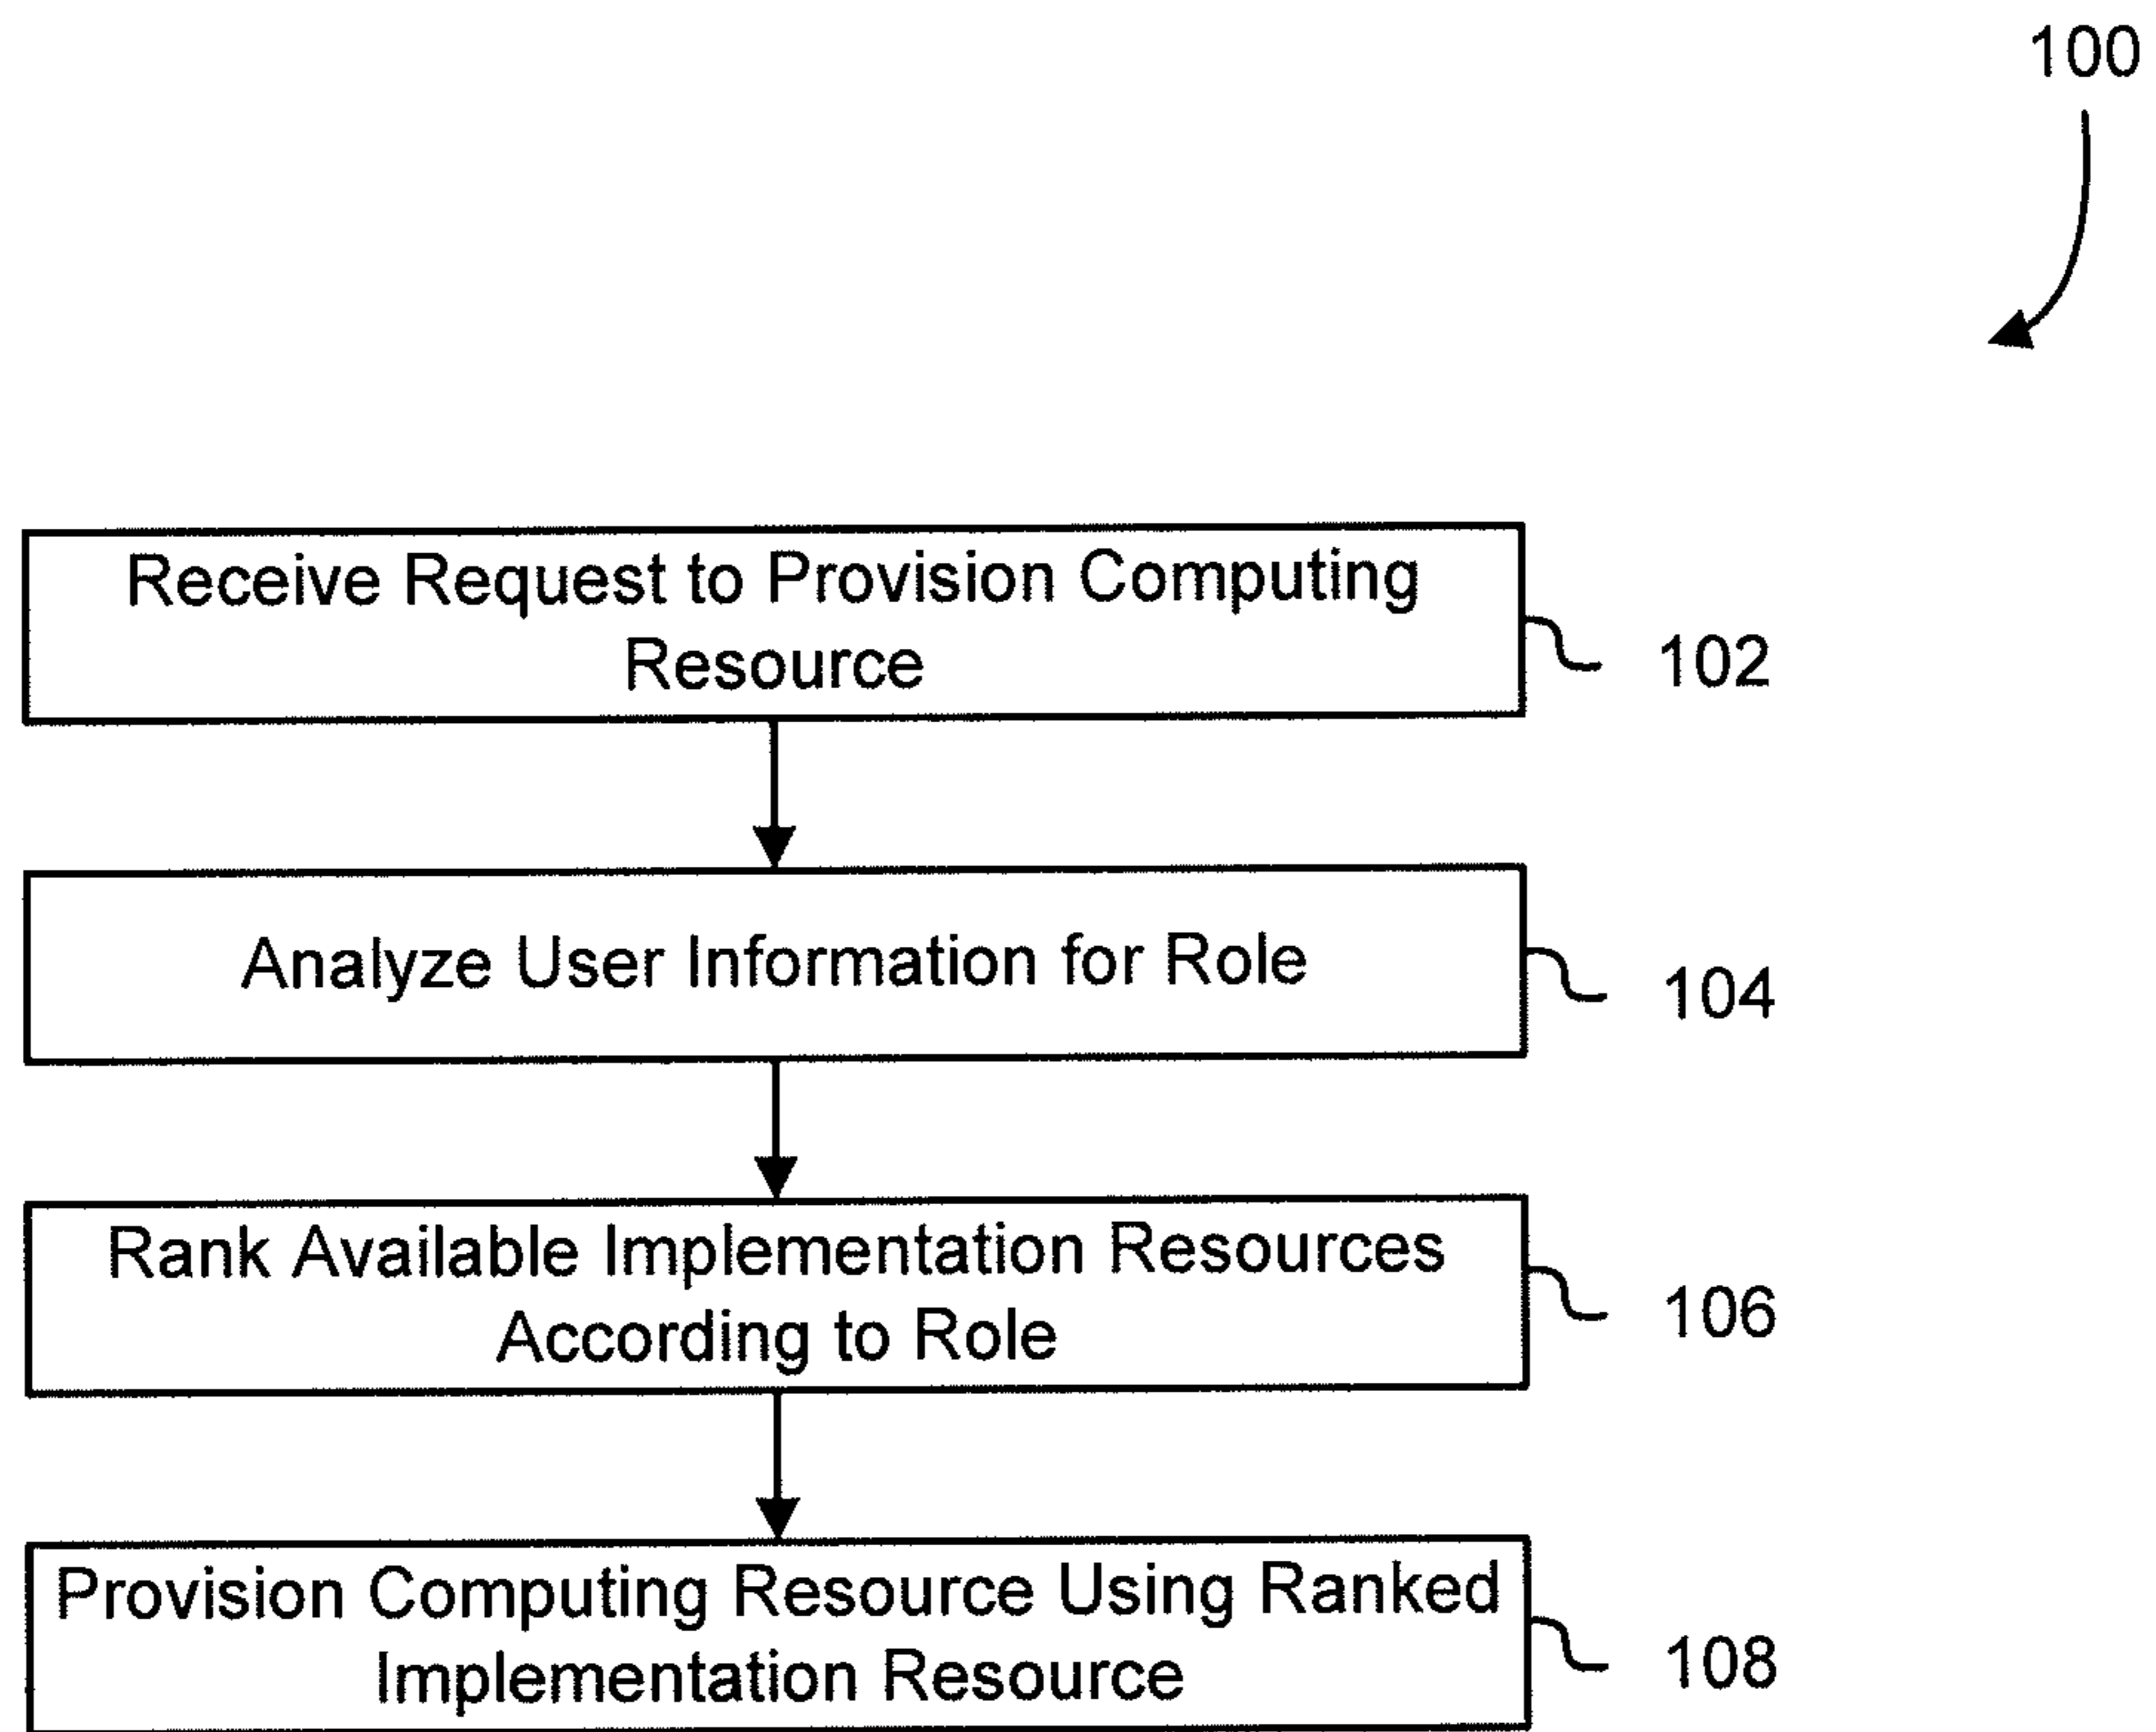 100
Receive Request to Provision Computing
Resource
102
Analyze User Information for Role
104
Rank Available Implementation Resources
According to Role
106
Provision Computing Resource Using Ranked
Implementation Resource
108